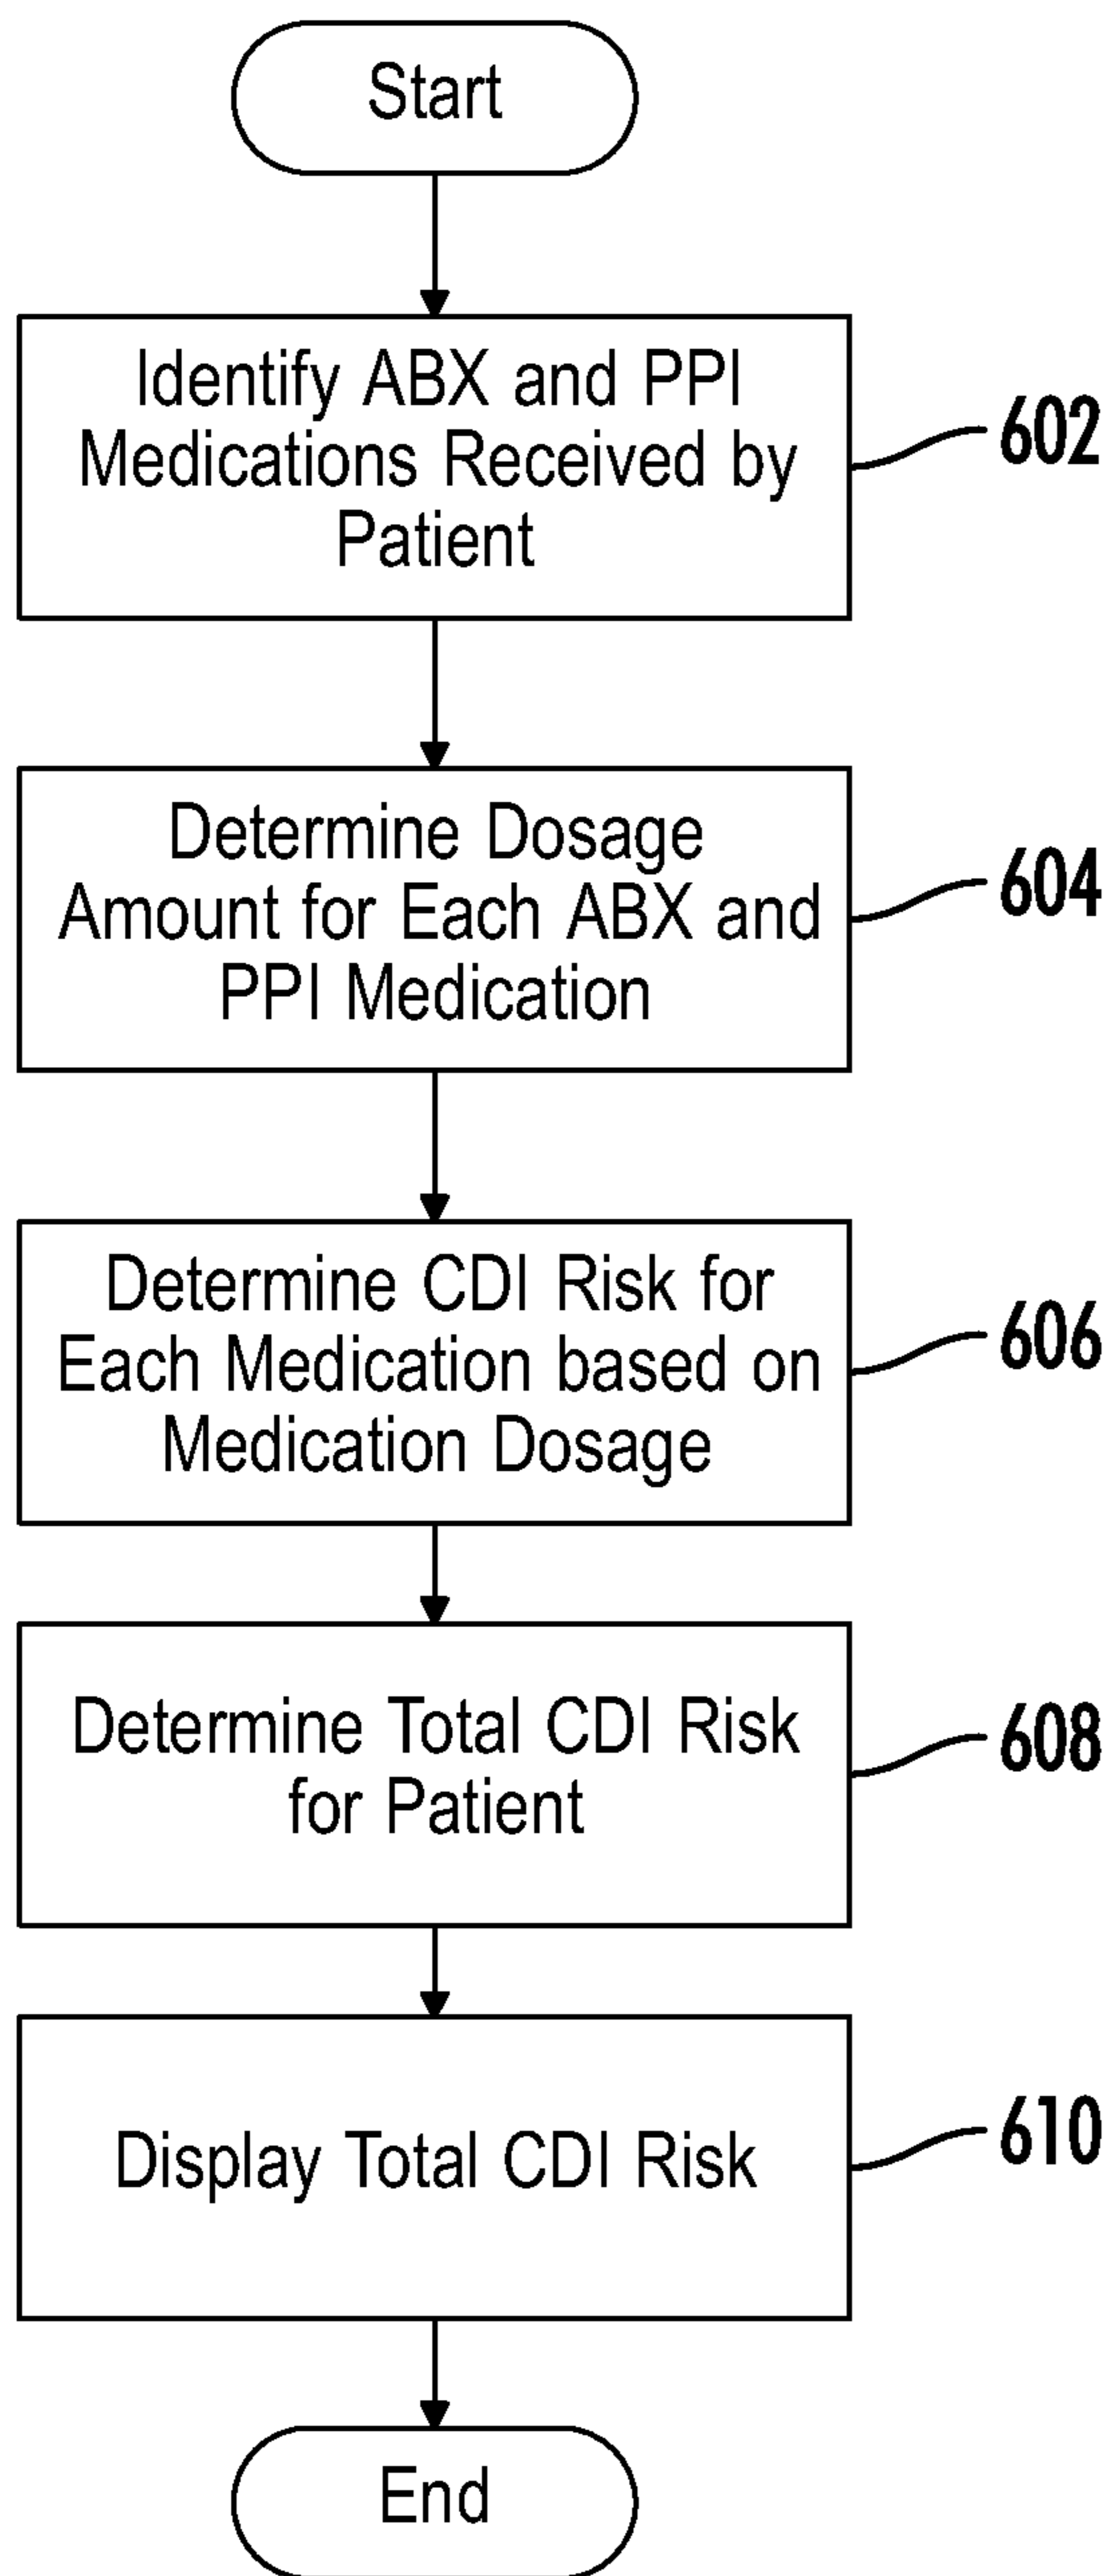 Start
Identify ABX and PPI
Medications Received by
Patient
602
Determine Dosage
Amount for Each ABX and
PPI Medication
604
Determine CDI Risk for
Each Medication based on
Medication Dosage
606
Determine Total CDI Risk
for Patient
608
Display Total CDI Risk
610
End